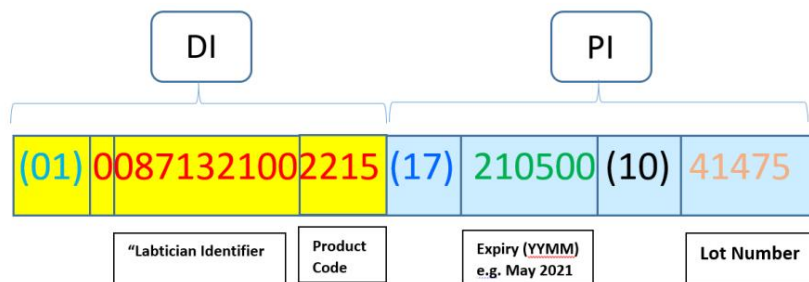 DI PI
(01) 00871321002215 (17) 210500 (10) 41475
"Labtician Identifier
Product Code
Expiry (YYMM)
e.g. May 2021
Lot Number